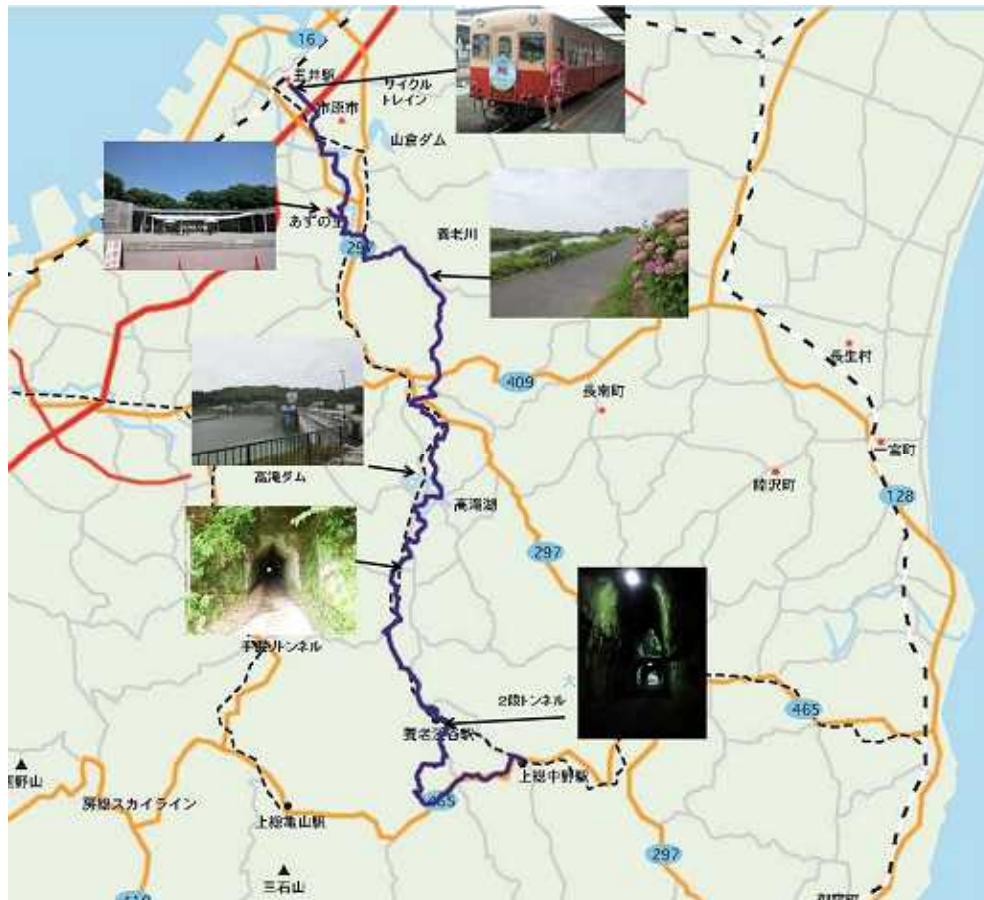 16
五井駅
サイクル
トレイン
市原市
山倉ダム
養老川
297
長生村
409
長南町
一宮町
睦沢町
高滝ダム
128
高滝湖
297
手掘りトンネル
2段トンネル
465
養老渓谷駅
上総中野駅
465
房総スカイライン
上総亀山駅
297
三石山